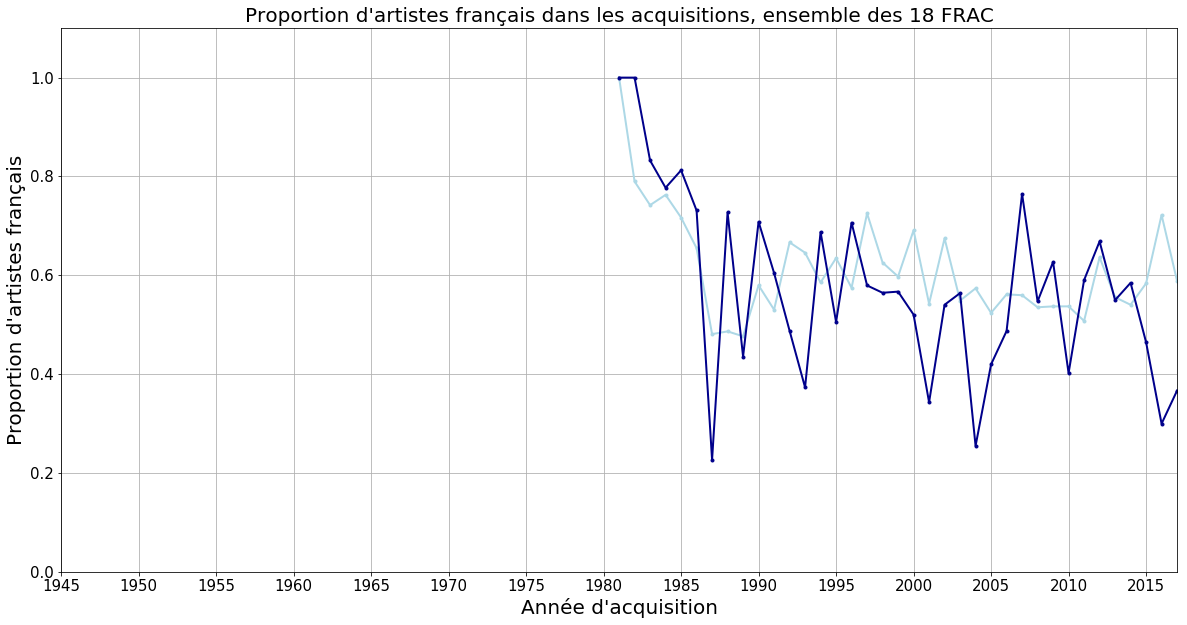 Proportion d'artistes français dans les acquisitions, ensemble des 18 FRAC
Proportion d'artistes français
1.0
0.8
0.6
0.4
0.2
0.0
1945 1950 1955 1960 1965 1970 1975 1980 1985 1990 1995 2000 2005 2010 2015
Année d'acquisition